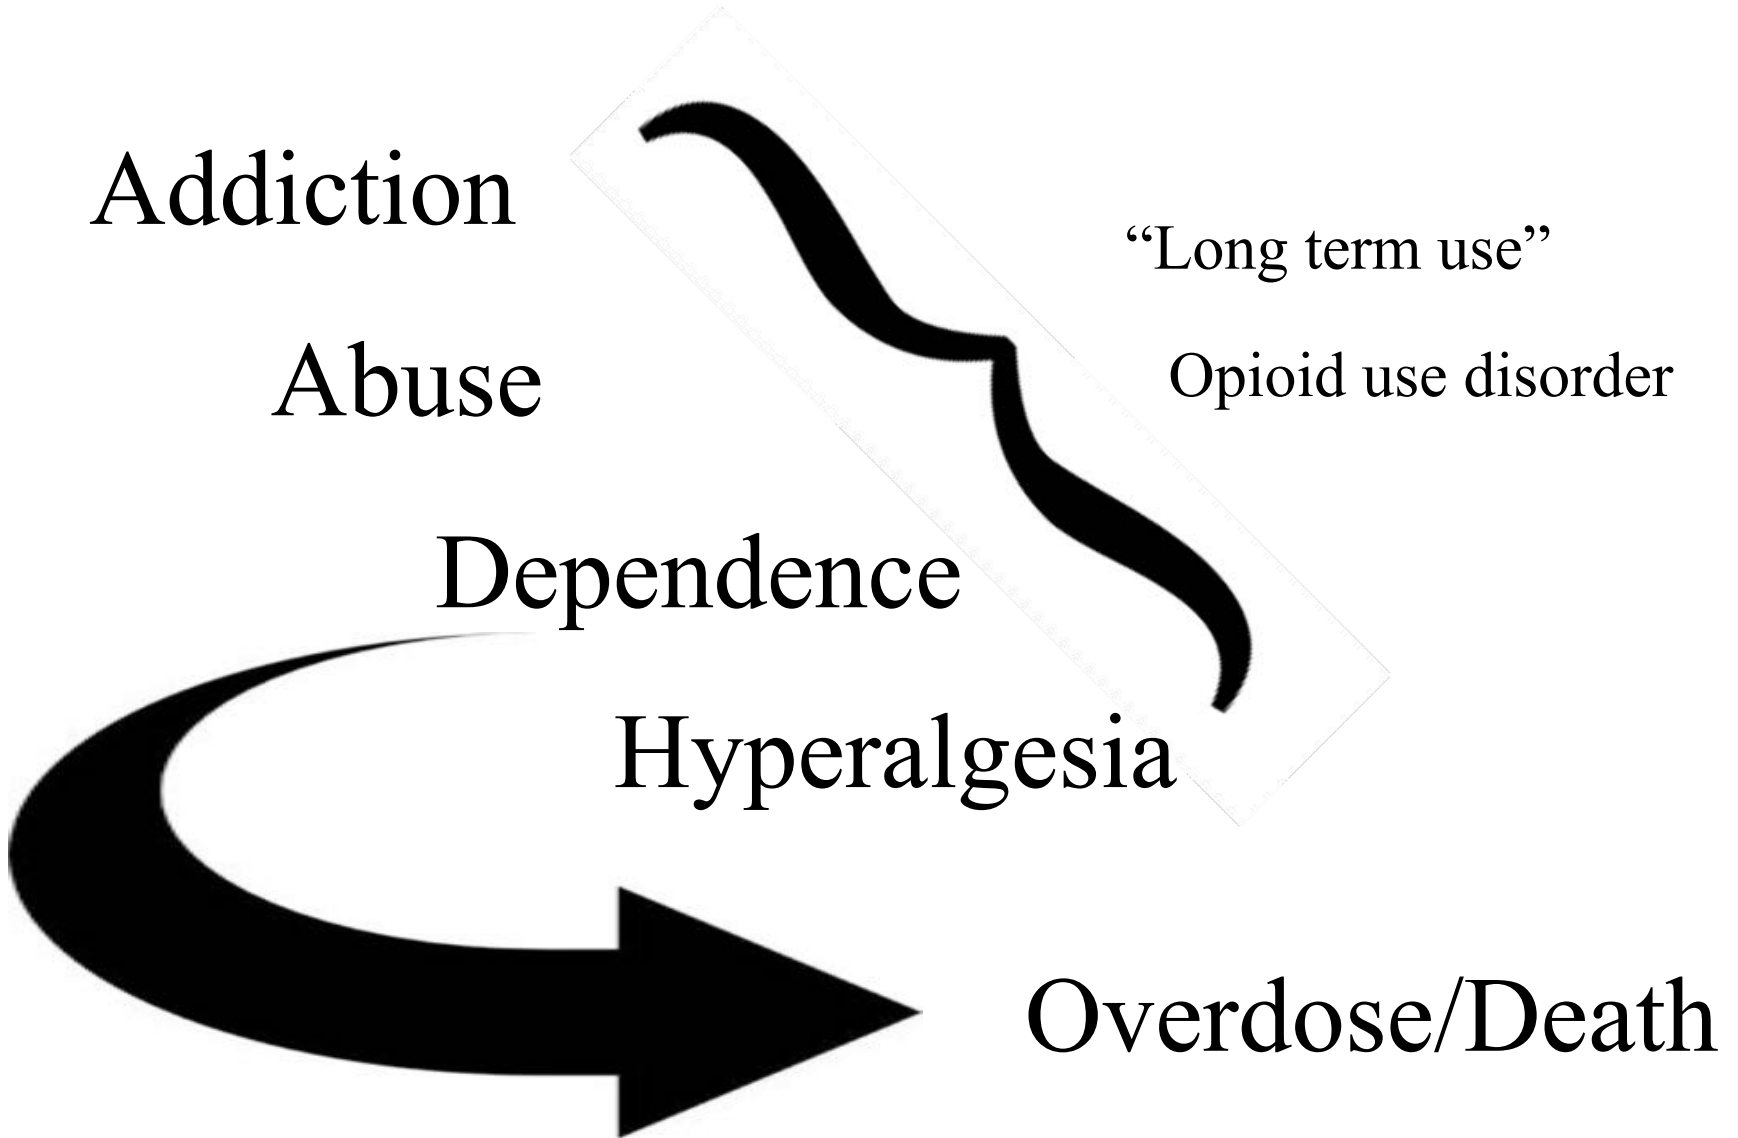 Addiction
“Long term use”
Abuse
Opioid use disorder
Dependence
Hyperalgesia
Overdose/Death